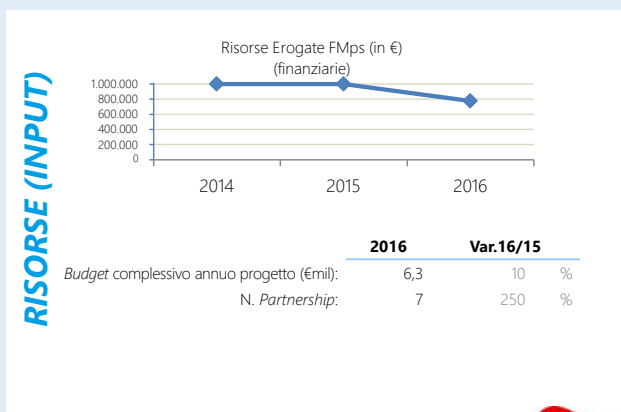 RISORSE (INPUT)
Risorse Erogate FMps (in €)
(finanziarie)
1.000.000
800.000
600.000
400.000
200.000
0
2014 2015 2016
2016 Var.16/15
Budget complessivo annuo progetto (€mil): 6,3 10 %
N. Partnership: 7 250 %